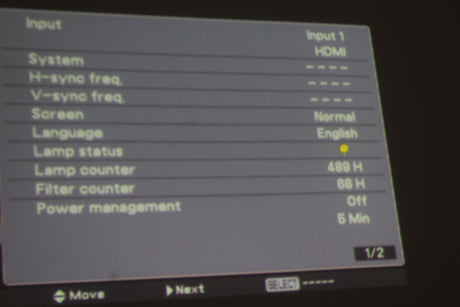 Input
Input 1
HDMI
System ----
H-sync freq. ----
V-sync freq. ----
Screen Normal
Language English
Lamp status
Lamp counter 489 H
Filter counter 68 H
Power management Off
5 Min
1/2
Move Next SELECT -----